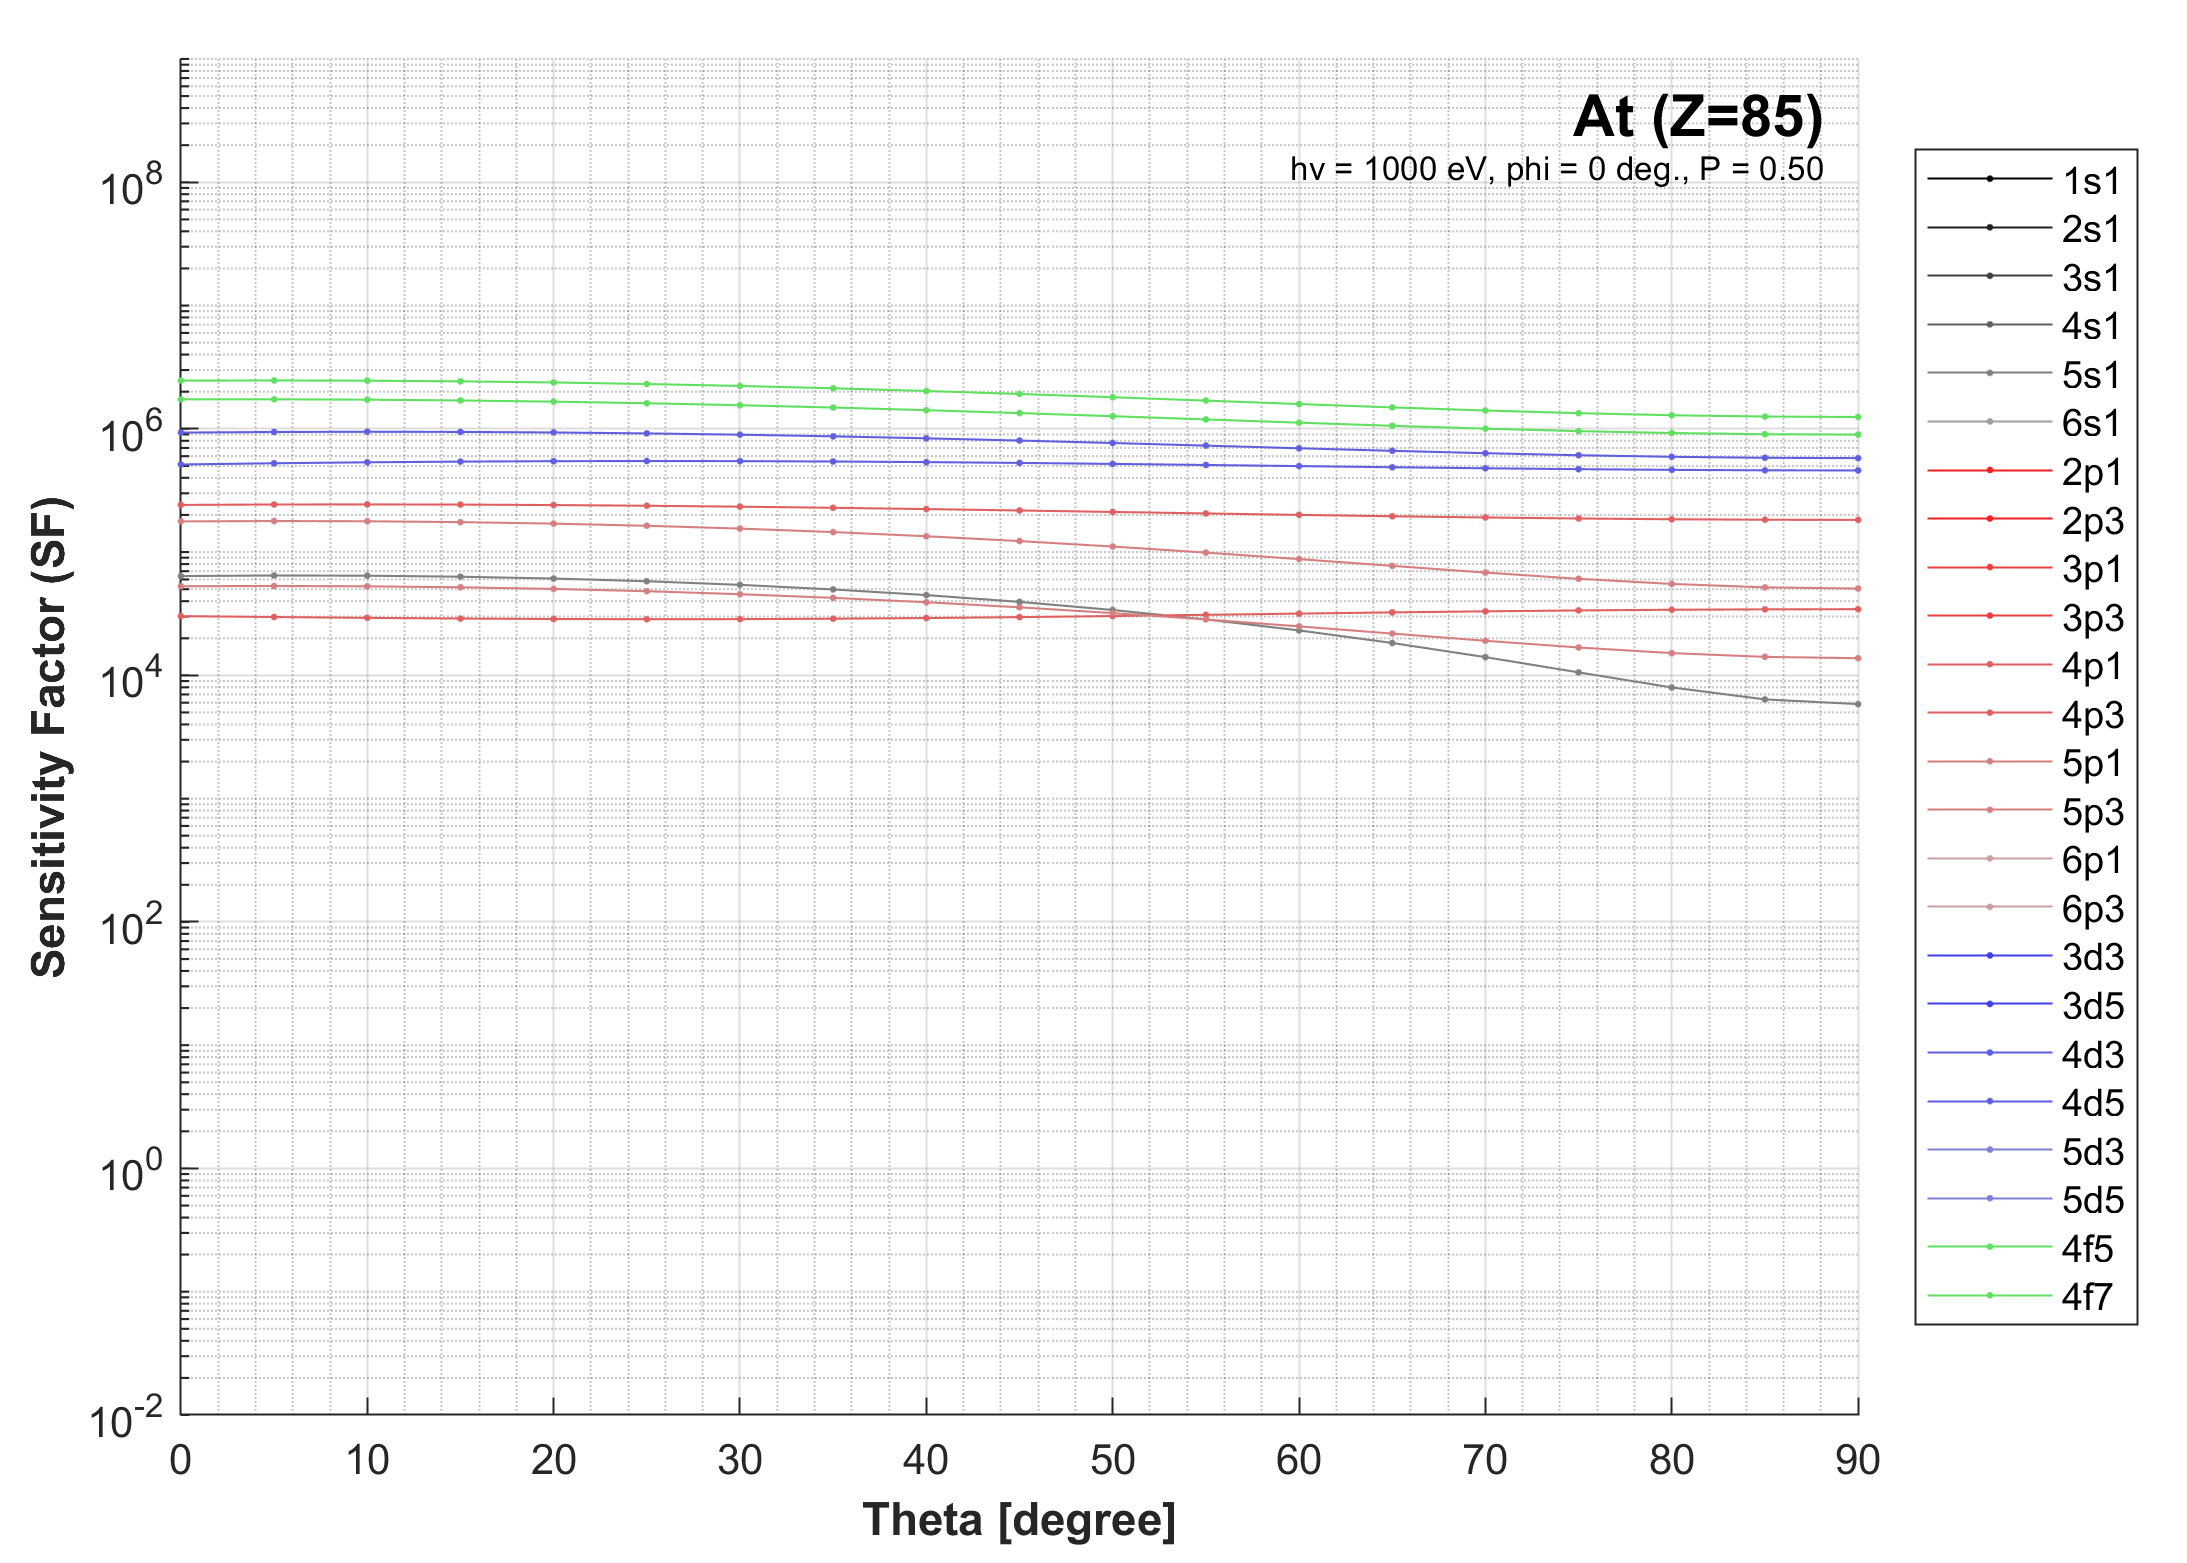 At (Z=85)
hv = 1000 eV, phi = 0 deg., P = 0.50
Sensitivity Factor (SF)
10^8
10^6
10^4
10^2
10^0
10^-2
0 10 20 30 40 50 60 70 80 90
Theta [degree]
1s1
2s1
3s1
4s1
5s1
6s1
2p1
2p3
3p1
3p3
4p1
4p3
5p1
5p3
6p1
6p3
3d3
3d5
4d3
4d5
5d3
5d5
4f5
4f7